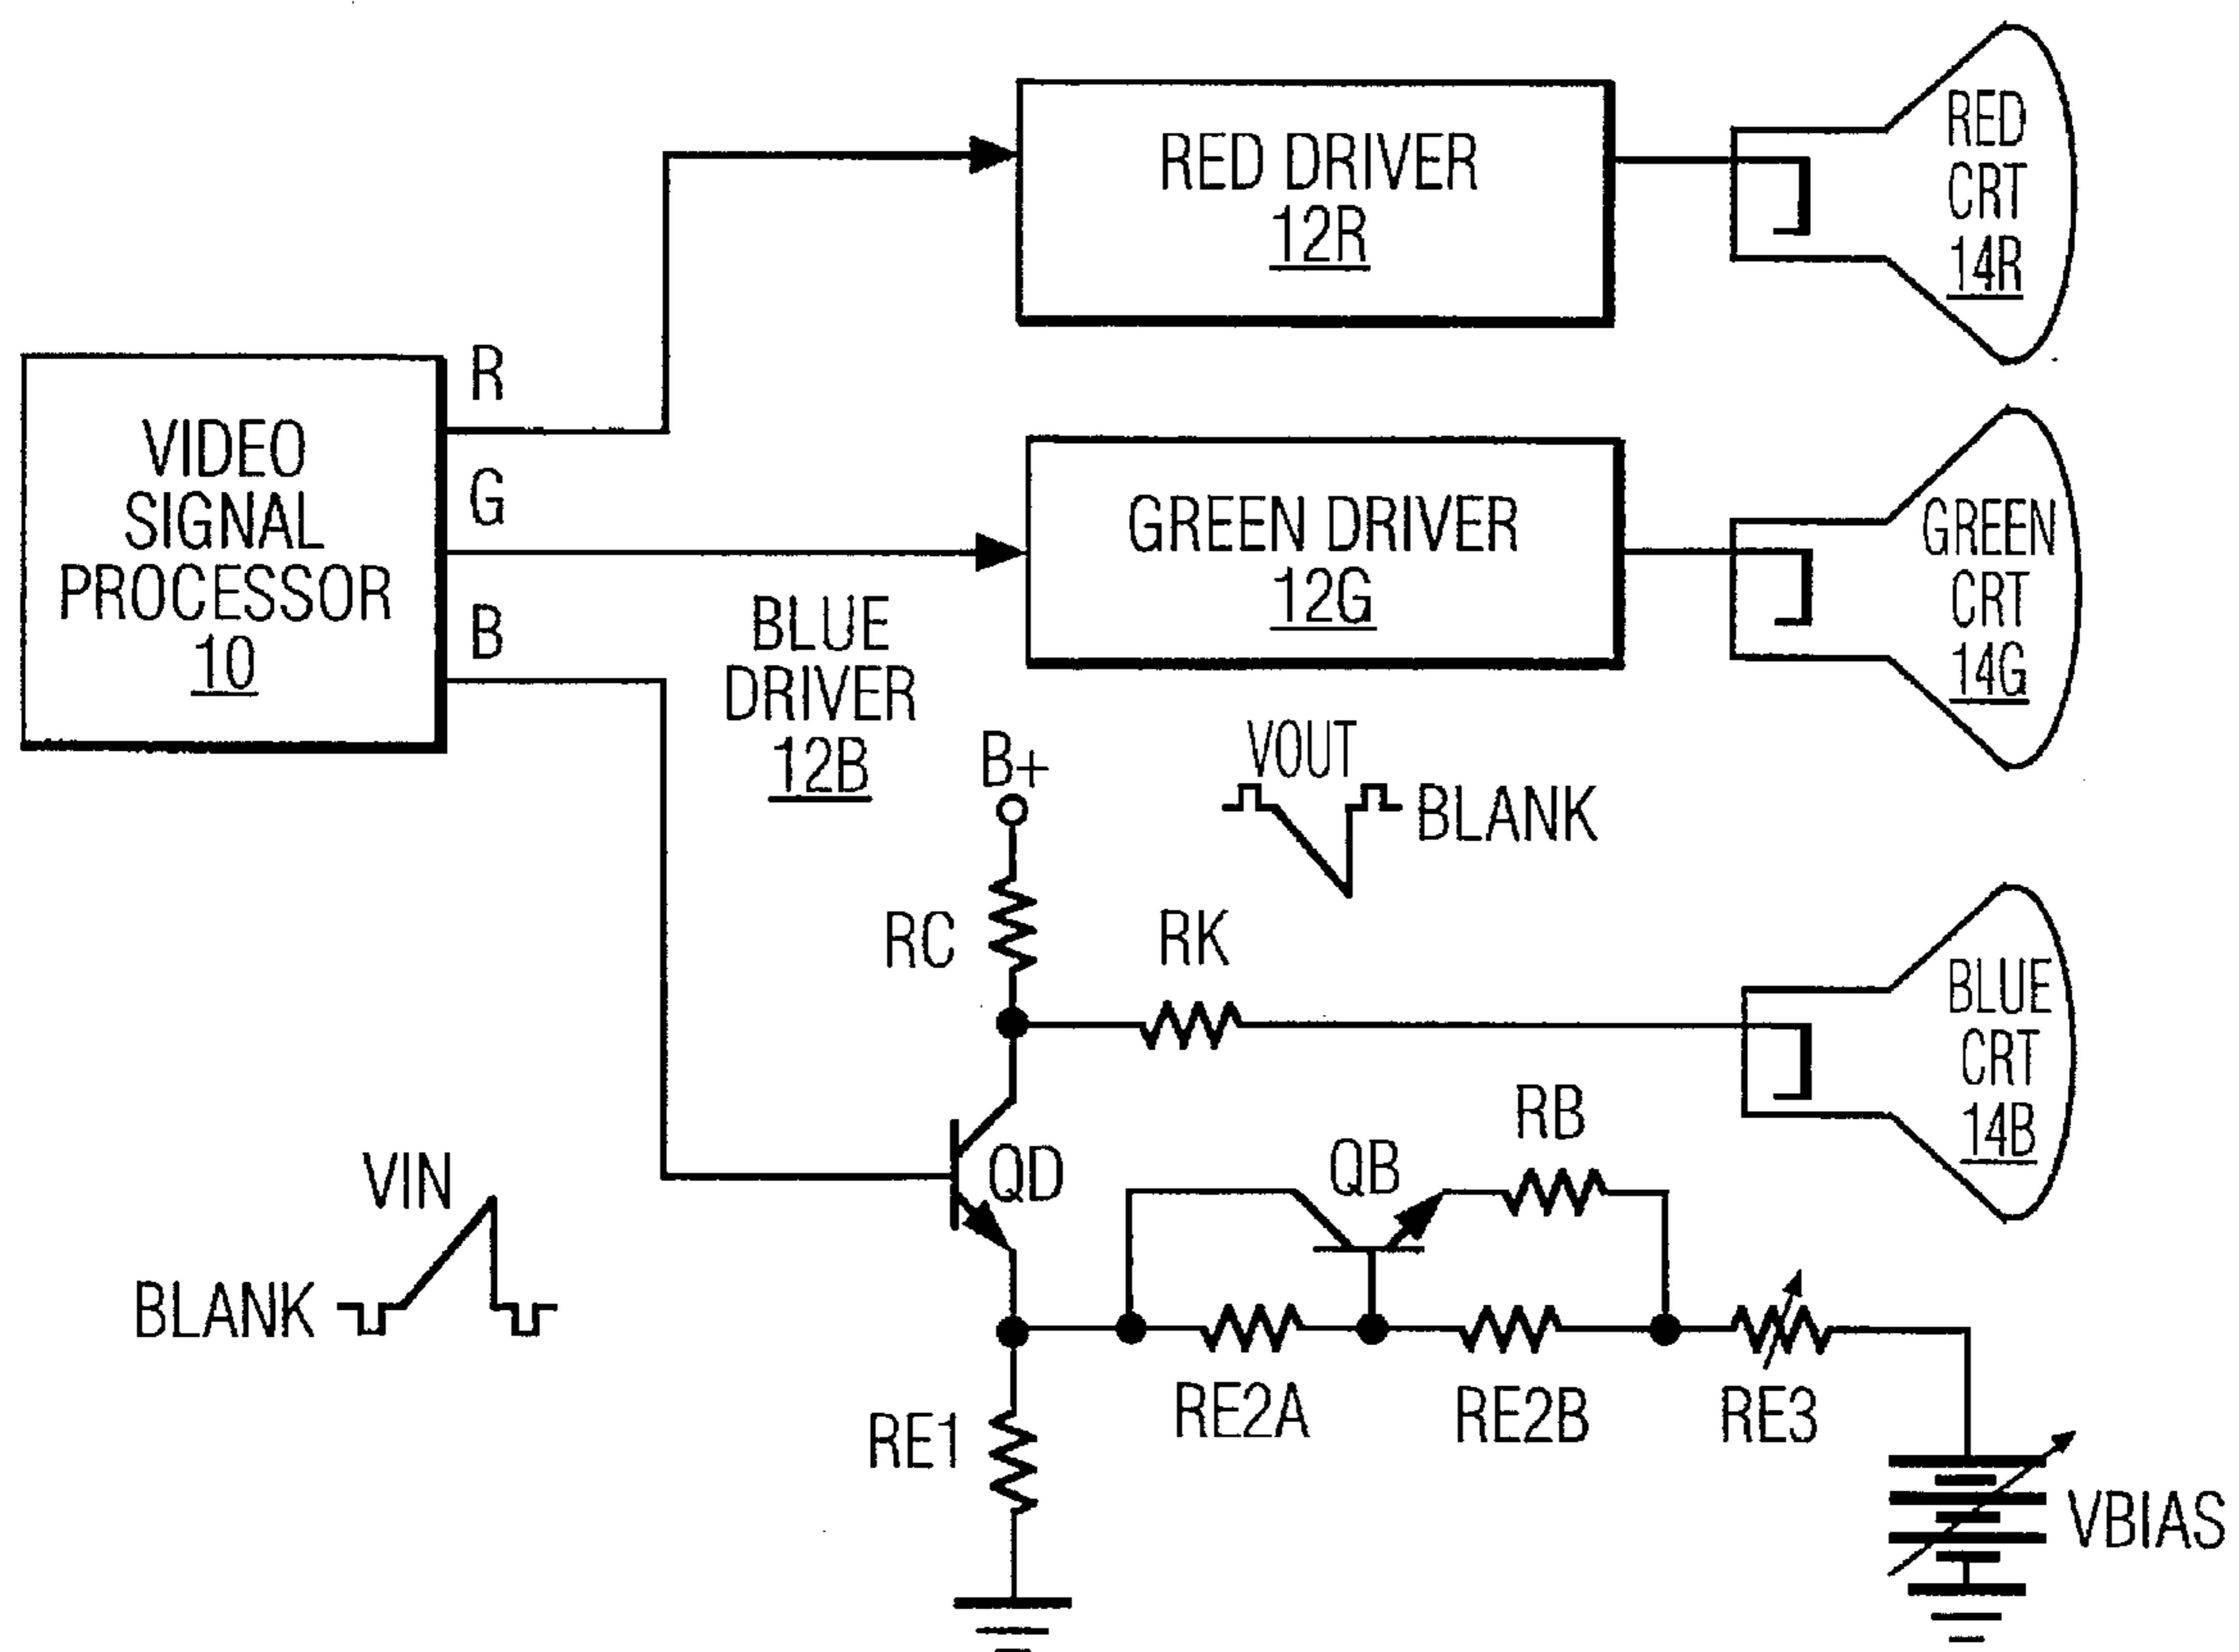 RED DRIVER
12R
RED
CRT
14R
VIDEO
SIGNAL
PROCESSOR
10
R
G
B
GREEN DRIVER
12G
GREEN
CRT
14G
BLUE
DRIVER
12B
B+
VOUT
BLANK
RC
RK
BLUE
CRT
14B
VIN
BLANK
QD
QB
RB
RE1
RE2A
RE2B
RE3
VBIAS